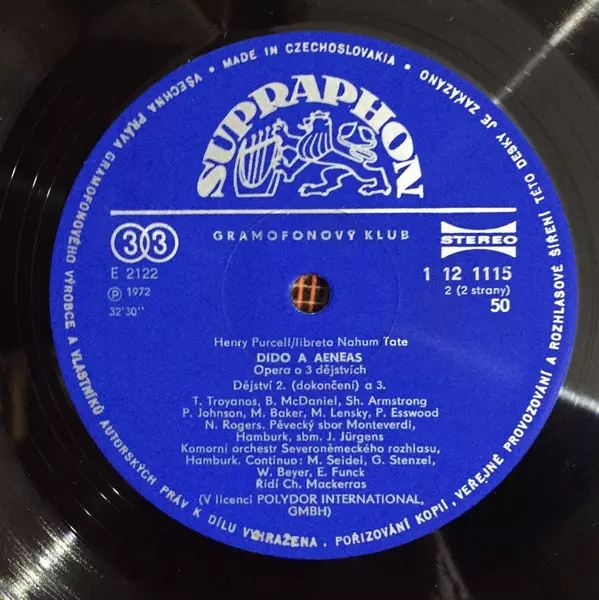 VŠECHNA PRÁVA GRAMOFONOVÉHO VÝROBCE A VLASTNÍKŮ AUTORSKÝCH PRÁV K DÍLU VYHRAŽENA. POŘIZOVÁNÍ KOPIÍ, VEŘEJNÉ PROVOZOVÁNÍ A ROZHLASOVÉ ŠÍŘENÍ TÉTO DESKY JE ZAKÁZÁNO • MADE IN CZECHOSLOVAKIA •
SUPRAPHON
33
GRAMOFONOVÝ KLUB
STEREO
E 2122
1 12 1115
Ⓟ 1972
2 (2 strany)
32'30''
50
Henry Purcell/libreto Nahum Tate
DIDO A AENEAS
Opera o 3 dějstvích
Dějství 2. (dokončení) a 3.
T. Troyanos, B. McDaniel, Sh. Armstrong
P. Johnson, M. Baker, M. Lensky, P. Esswood
N. Rogers. Pěvecký sbor Monteverdi,
Hamburk, sbm. J. Jürgens
Komorní orchestr Severoněmeckého rozhlasu,
Hamburk. Continuo: M. Seidel, G. Stenzel,
W. Beyer, E. Funck
Řídí Ch. Mackerras
(V licenci POLYDOR INTERNATIONAL,
GMBH)